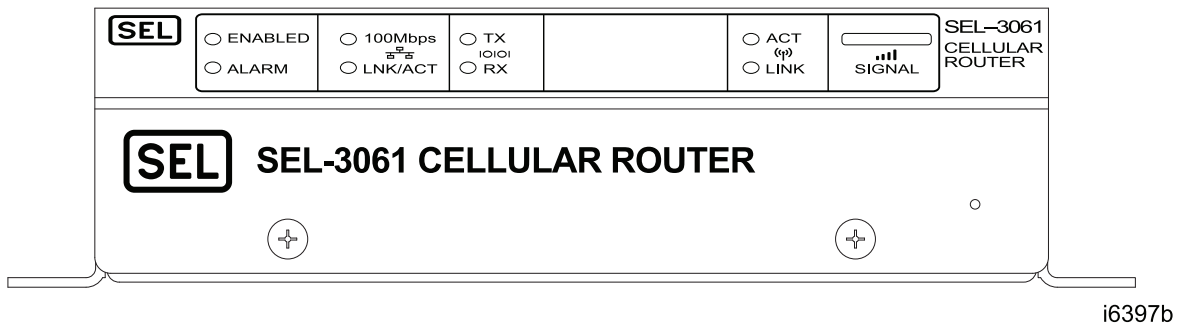 SEL
ENABLED
ALARM
100Mbps
LNK/ACT
TX
IOIOI
RX
ACT
LINK
SIGNAL
SEL–3061
CELLULAR
ROUTER
SEL SEL-3061 CELLULAR ROUTER
i6397b